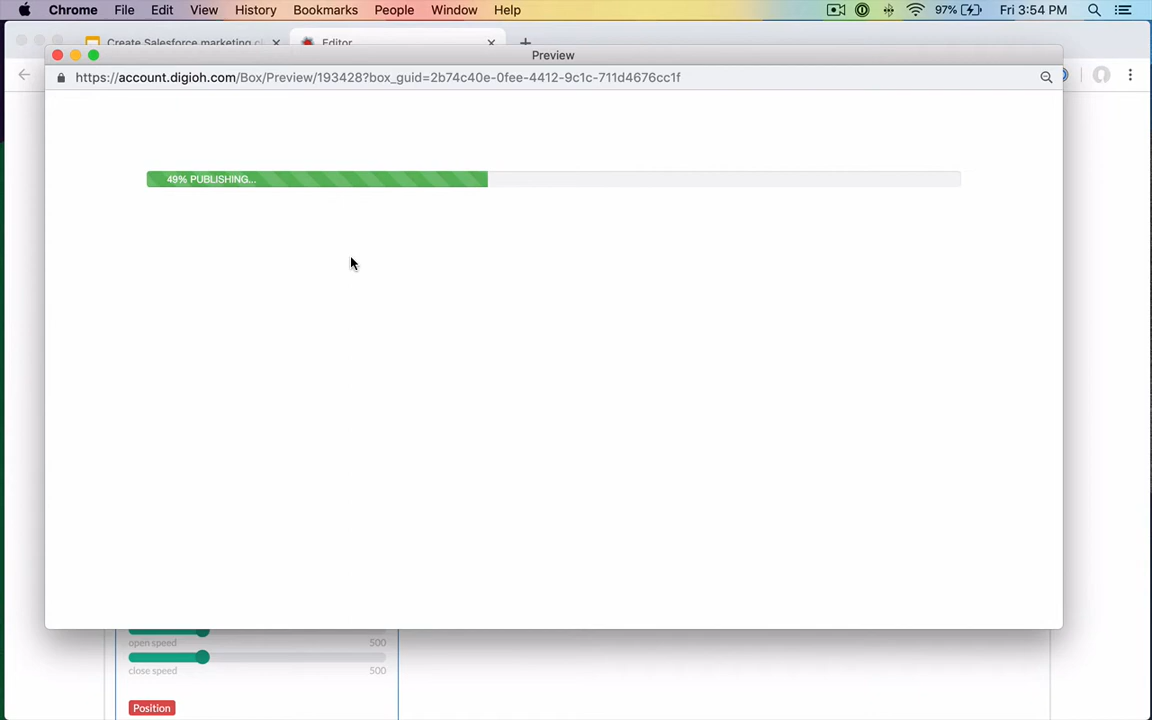 Chrome File Edit View History Bookmarks People Window Help 97% Fri 3:54 PM
Create Salesforce marketing Editor
Preview
https://account.digioh.com/Box/Preview/193428?box_guid=2b74c40e-0fee-4412-9c1c-711d4676cc1f
49% PUBLISHING...
open speed 500
close speed 500
Position